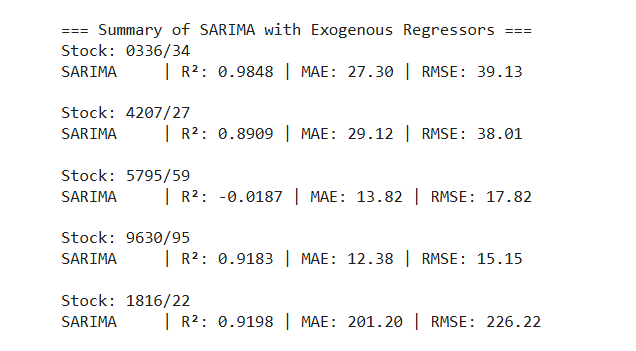 === Summary of SARIMA with Exogenous Regressors ===
Stock: 0336/34
SARIMA     | R²: 0.9848 | MAE: 27.30 | RMSE: 39.13
Stock: 4207/27
SARIMA     | R²: 0.8909 | MAE: 29.12 | RMSE: 38.01
Stock: 5795/59
SARIMA     | R²: -0.0187 | MAE: 13.82 | RMSE: 17.82
Stock: 9630/95
SARIMA     | R²: 0.9183 | MAE: 12.38 | RMSE: 15.15
Stock: 1816/22
SARIMA     | R²: 0.9198 | MAE: 201.20 | RMSE: 226.22